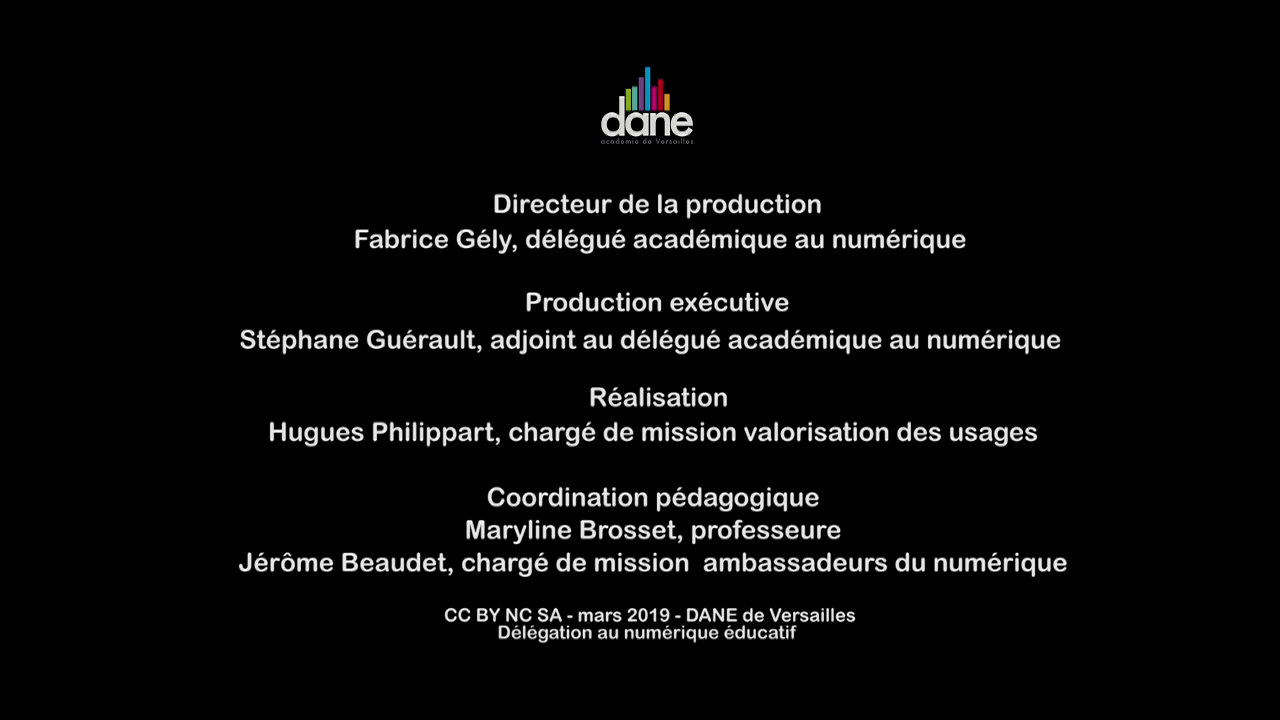 dane
académie de Versailles
Directeur de la production
Fabrice Gély, délégué académique au numérique
Production exécutive
Stéphane Guérault, adjoint au délégué académique au numérique
Réalisation
Hugues Philippart, chargé de mission valorisation des usages
Coordination pédagogique
Maryline Brosset, professeure
Jérôme Beaudet, chargé de mission  ambassadeurs du numérique
CC BY NC SA - mars 2019 - DANE de Versailles
Délégation au numérique éducatif